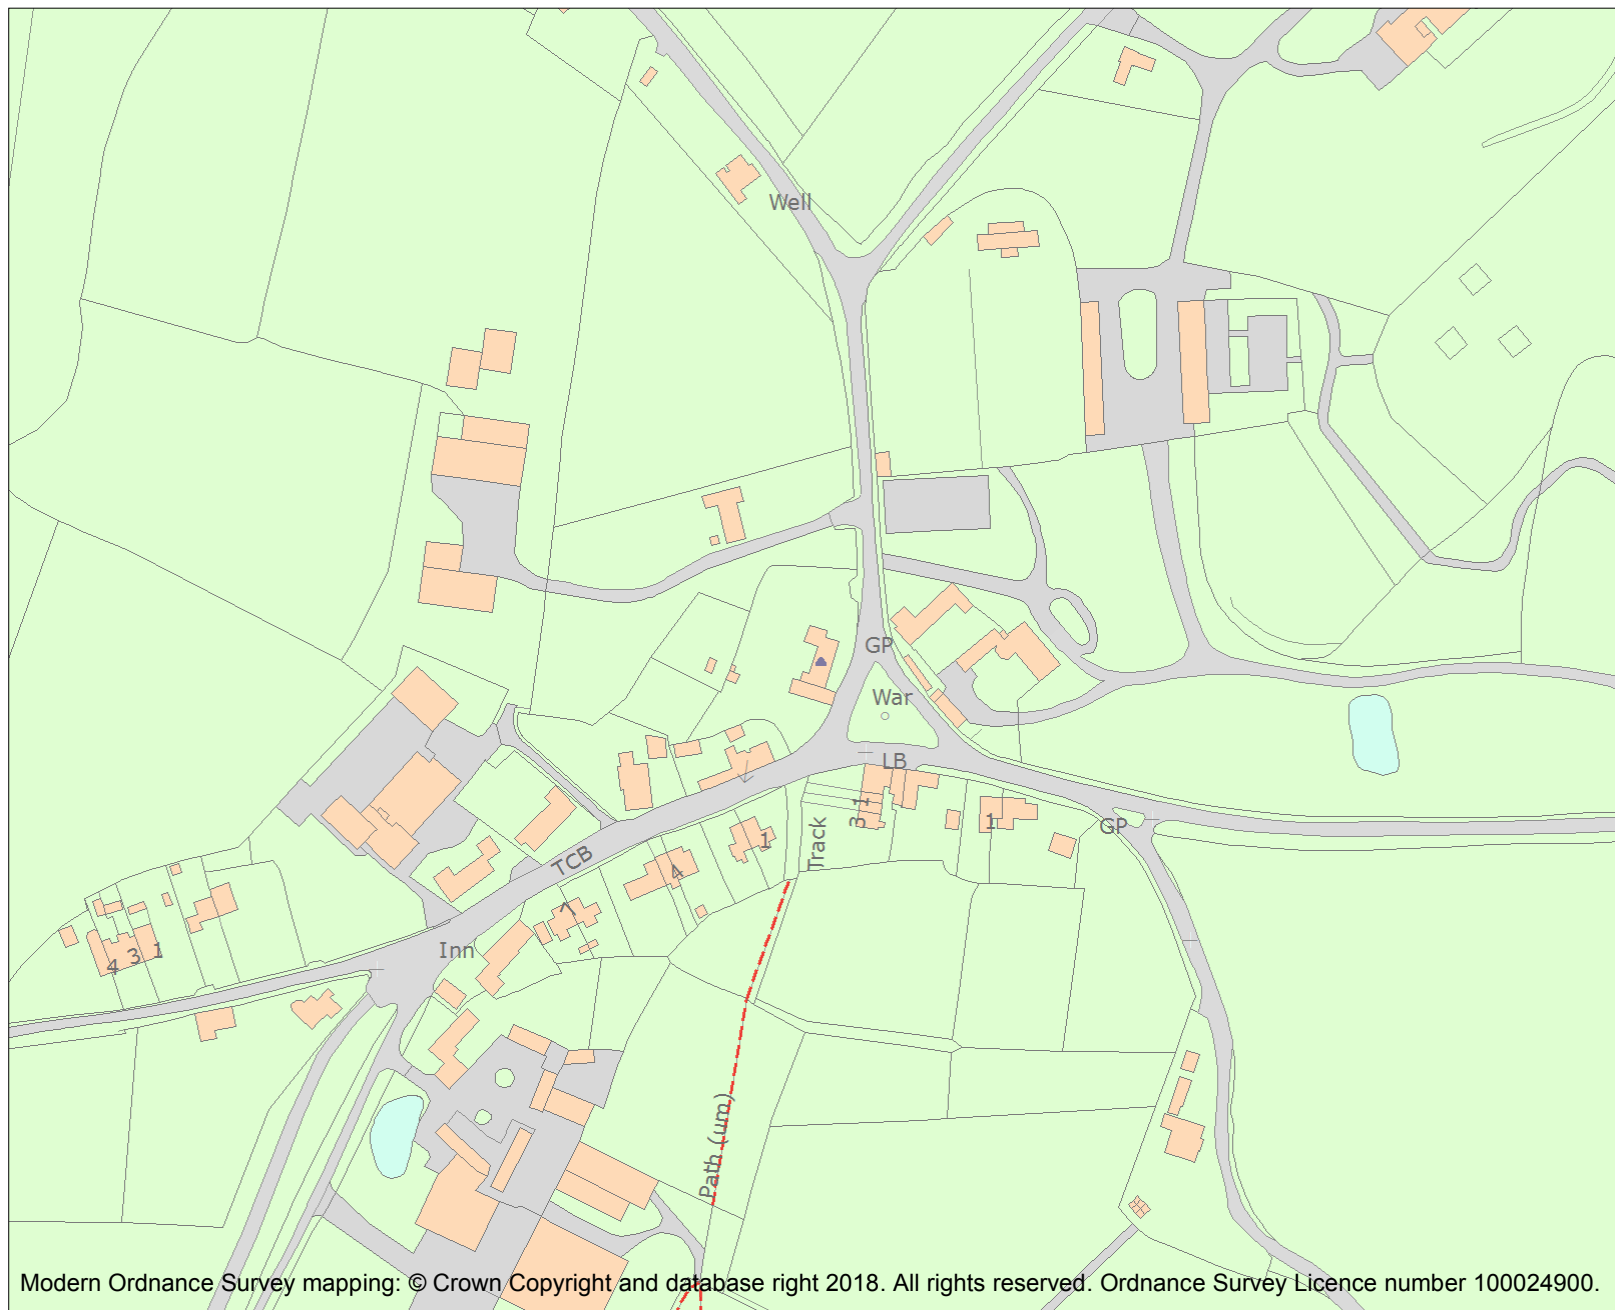 Well
GP
War
LB
3 1
1
GP
Track
1
4
TCB
7
Inn
4 3 1
Path (um)
Modern Ordnance Survey mapping: © Crown Copyright and database right 2018. All rights reserved. Ordnance Survey Licence number 100024900.